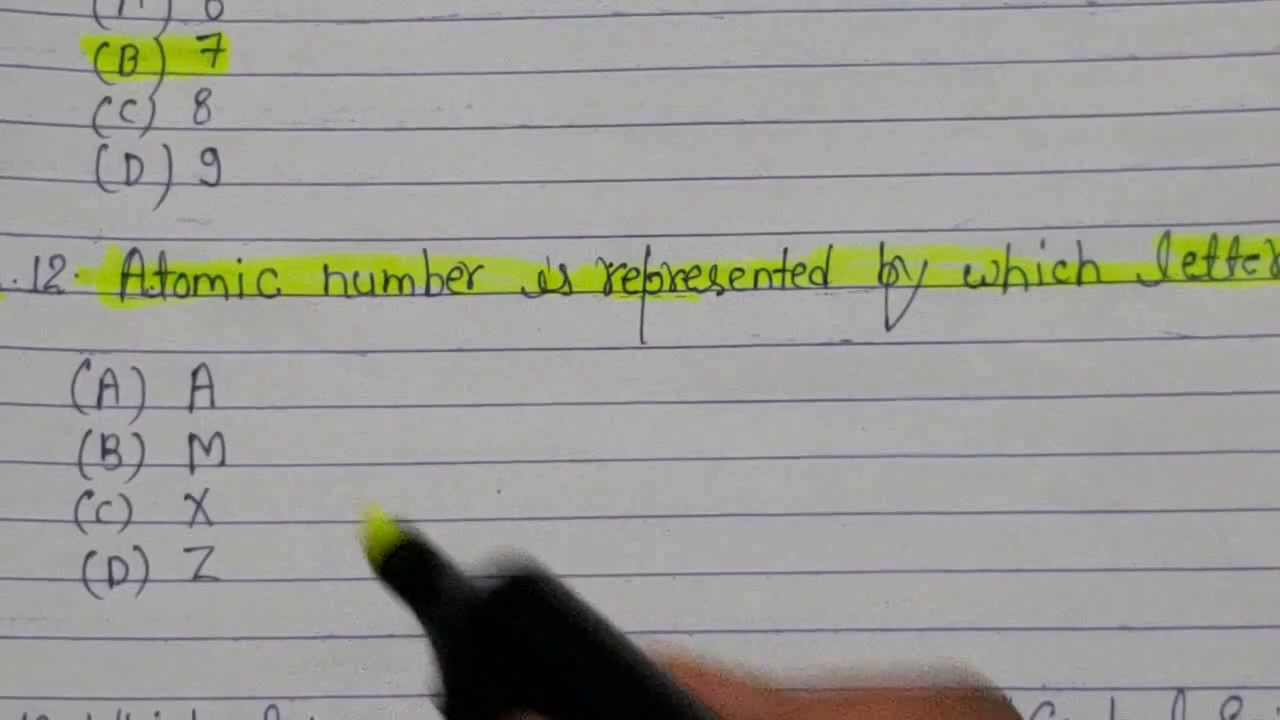 (B) 7
(C) 8
(D) 9
.12. Atomic number is represented by which letter
(A) A
(B) M
(C) X
(D) Z